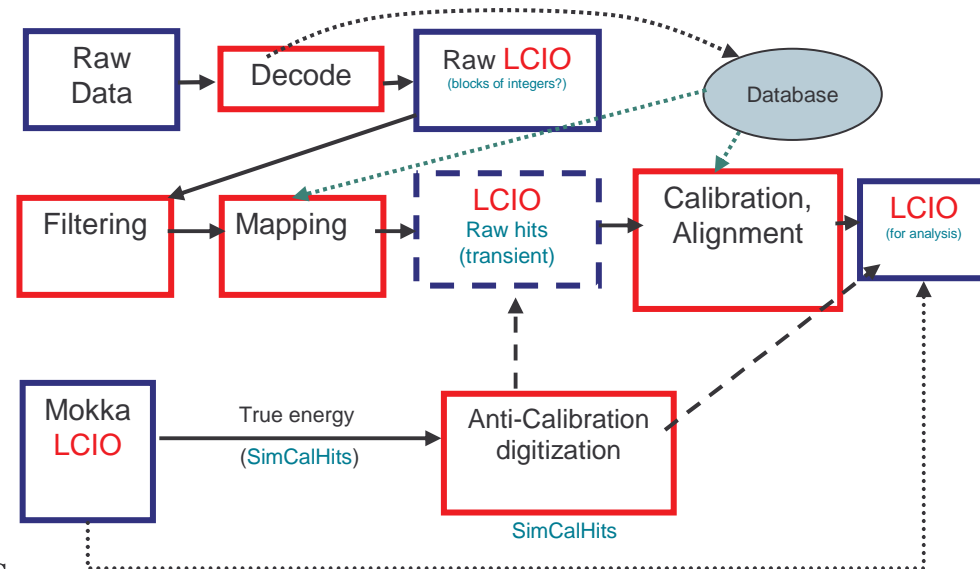 Raw
Data
Decode
Raw LCIO
(blocks of integers?)
Database
Filtering
Mapping
LCIO
Raw hits
(transient)
Calibration,
Alignment
LCIO
(for analysis)
Mokka
LCIO
True energy
(SimCalHits)
Anti-Calibration
digitization
SimCalHits